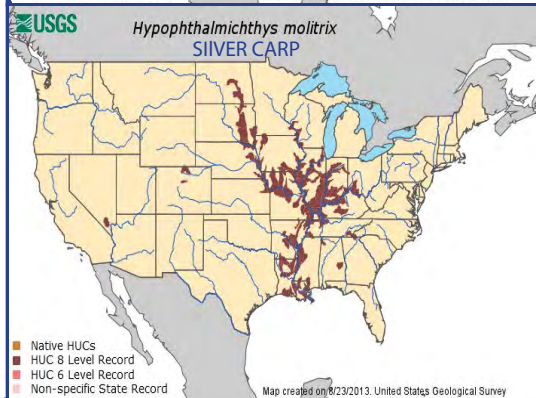 USGS
Hypophthalmichthys molitrix
SIlVER CARP
Native HUCs
HUC 8 Level Record
HUC 6 Level Record
Non-specific State Record
Map created on 8/23/2013. United States Geological Survey